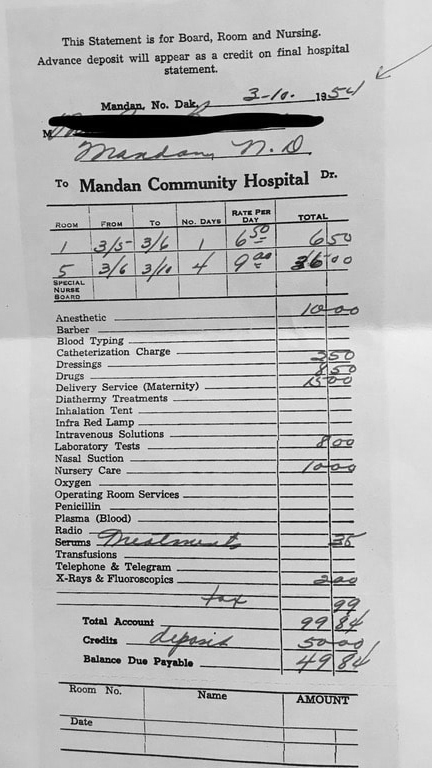 This Statement is for Board, Room and Nursing.
Advance deposit will appear as a credit on final hospital
statement.
Mandan, No. Dak, 3-10- 1954
M
Mandan, N.D.
To Mandan Community Hospital Dr.
ROOM FROM TO NO. DAYS RATE PER DAY TOTAL
1 3/5- 3/6 1 6 50 6 50
5 3/6 3/10 4 9 00 36 00
SPECIAL
NURSE
BOARD
Anesthetic 10 00
Barber
Blood Typing
Catheterization Charge
Dressings 3 50
Drugs 8 50
Delivery Service (Maternity) 15 00
Diathermy Treatments
Inhalation Tent
Infra Red Lamp
Intravenous Solutions
Laboratory Tests 8 00
Nasal Suction
Nursery Care 10 00
Oxygen
Operating Room Services
Penicillin
Plasma (Blood)
Radio
Serums Treatments 35
Transfusions
Telephone & Telegram
X-Rays & Fluoroscopics 2 00
tax 99
Total Account 99 84
Credits deposit 50 00
Balance Due Payable 49 84
Room No. Name AMOUNT
Date